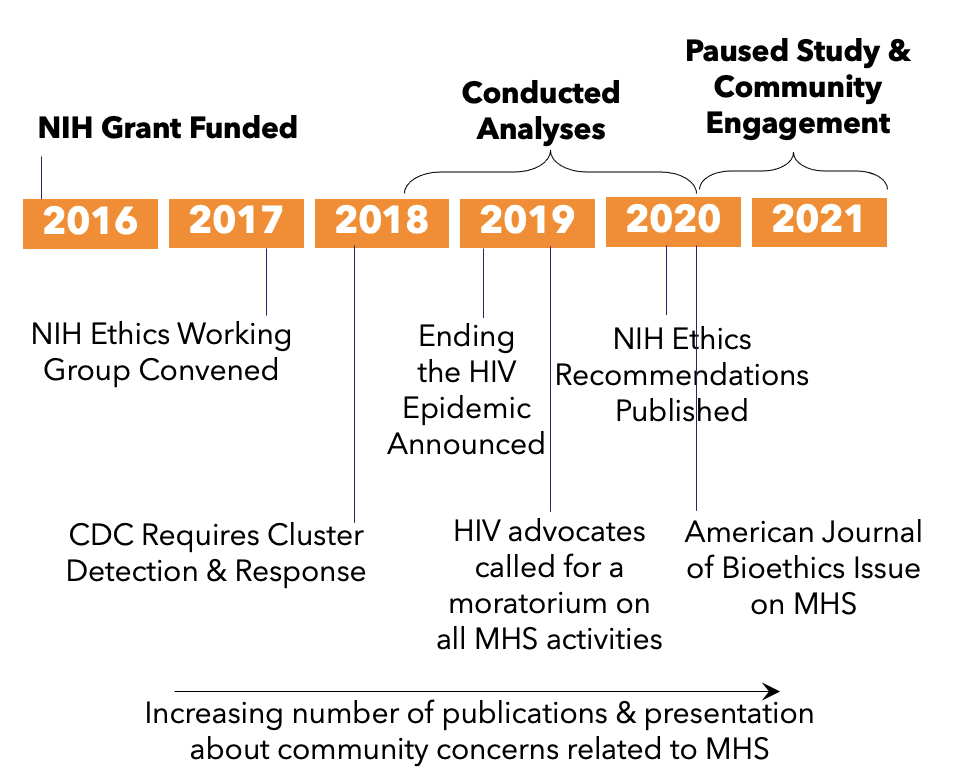 Paused Study &
Community
Engagement
Conducted
Analyses
NIH Grant Funded
2016
2017
2018
2019
2020
2021
NIH Ethics Working
Group Convened
Ending
the HIV
Epidemic
Announced
NIH Ethics
Recommendations
Published
CDC Requires Cluster
Detection & Response
HIV advocates
called for a
moratorium on
all MHS activities
American Journal
of Bioethics Issue
on MHS
Increasing number of publications & presentation
about community concerns related to MHS